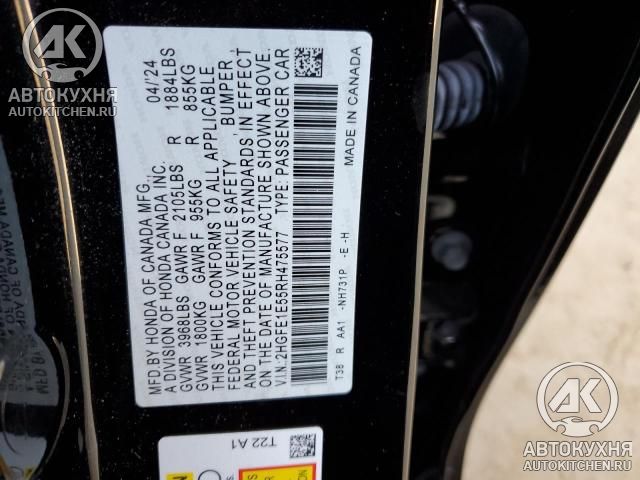 MFD.BY HONDA OF CANADA MFG., 04/'24
A DIVISION OF HONDA CANADA INC.
GVWR 3968LBS GAWR F 2105LBS R 1884LBS
GVWR 1800KG GAWR F 955KG R 855KG
THIS VEHICLE CONFORMS TO ALL APPLICABLE
FEDERAL MOTOR VEHICLE SAFETY , BUMPER ,
AND THEFT PREVENTION STANDARDS IN EFFECT
ON THE DATE OF MANUFACTURE SHOWN ABOVE.
V.I.N.:2HGFE1E55RH475577 TYPE: PASSENGER CAR
T38 R AA1 -NH731P -E -H MADE IN CANADA
T22 A1
АК
АВТОКУХНЯ
AUTOKITCHEN.RU
АК
АВТОКУХНЯ
AUTOKITCHEN.RU